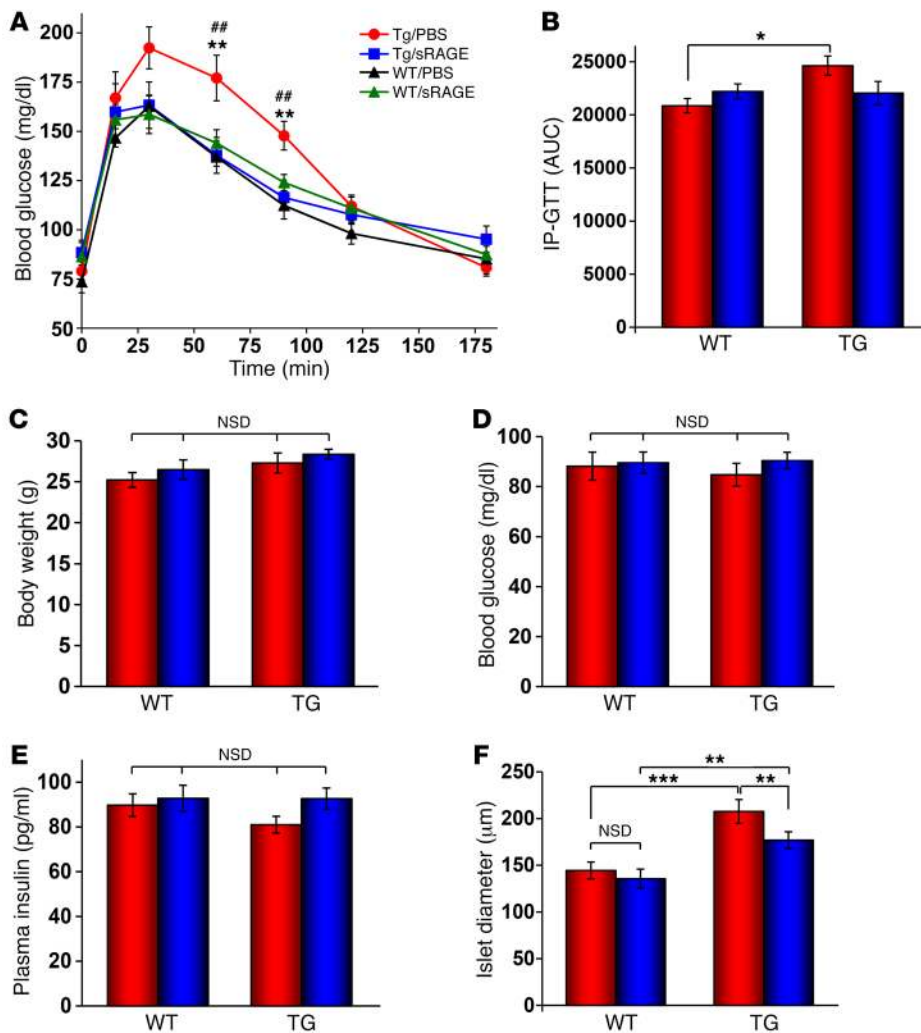 A
200
175
150
125
100
75
50
Blood glucose (mg/dl)
##
**
##
**
Tg/PBS
Tg/sRAGE
WT/PBS
WT/sRAGE
0 25 50 75 100 125 150 175
Time (min)
B
25000
20000
15000
10000
5000
0
IP-GTT (AUC)
*
WT TG
C
NSD
30
25
20
15
10
5
0
Body weight (g)
WT TG
D
NSD
100
80
60
40
20
0
Blood glucose (mg/dl)
WT TG
E
NSD
100
80
60
40
20
0
Plasma insulin (pg/ml)
WT TG
F
**
*** **
NSD
250
200
150
100
50
0
Islet diameter (μm)
WT TG